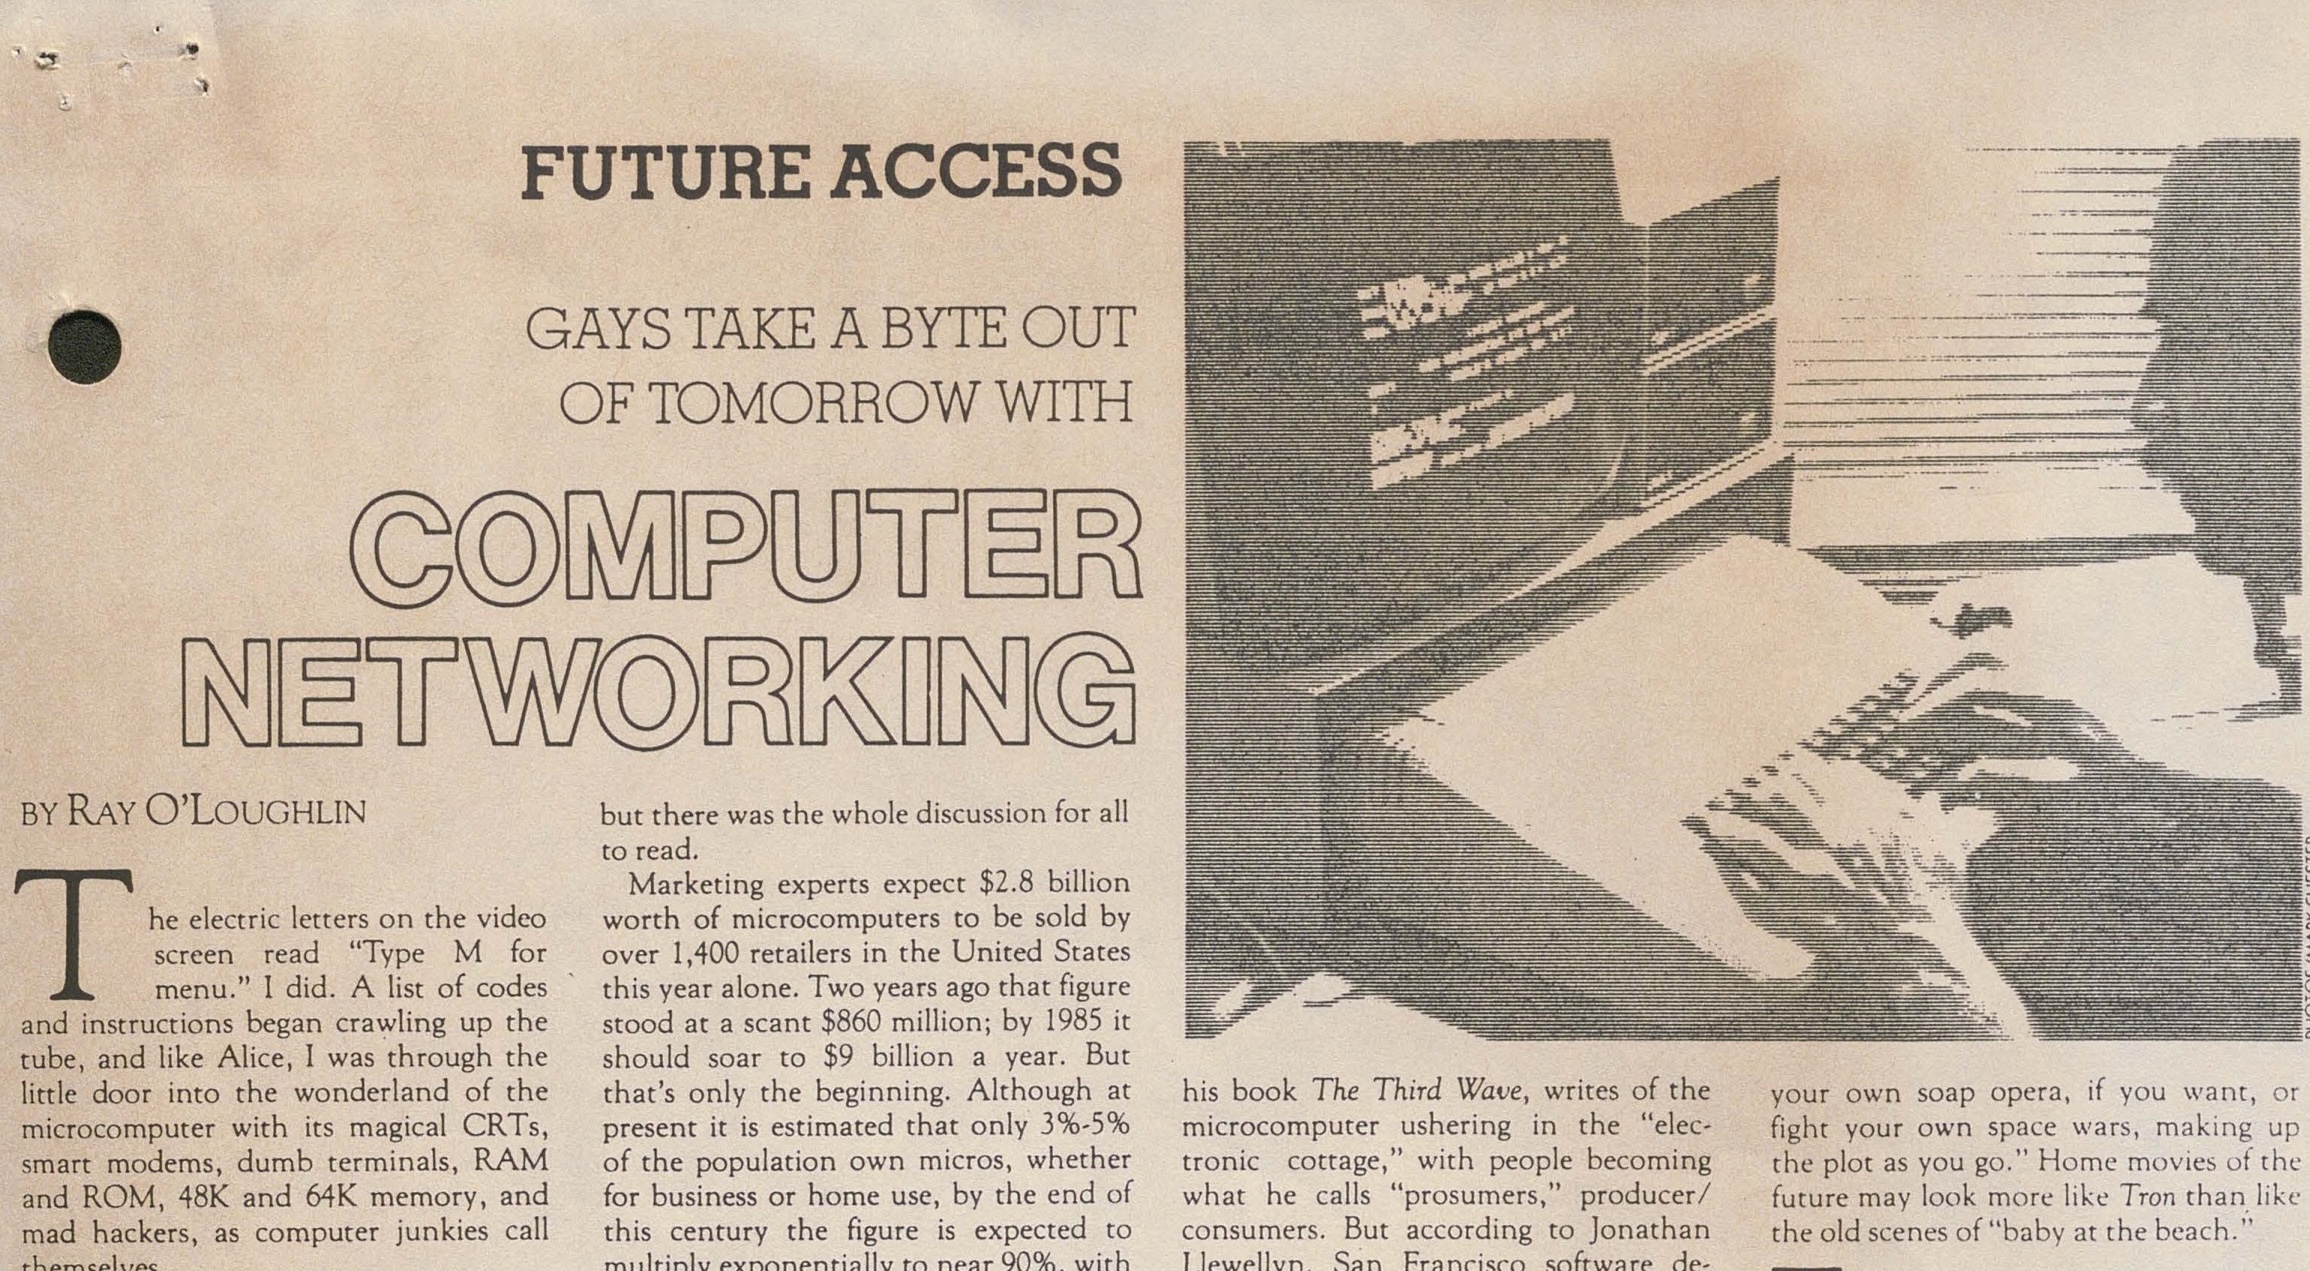 FUTURE ACCESS
GAYS TAKE A BYTE OUT
OF TOMORROW WITH
COMPUTER
NETWORKING
BY RAY O'LOUGHLIN
The electric letters on the video
screen read “Type M for
menu.” I did. A list of codes
and instructions began crawling up the
tube, and like Alice, I was through the
little door into the wonderland of the
microcomputer with its magical CRTs,
smart modems, dumb terminals, RAM
and ROM, 48K and 64K memory, and
mad hackers, as computer junkies call
themselves.
but there was the whole discussion for all
to read.
Marketing experts expect $2.8 billion
worth of microcomputers to be sold by
over 1,400 retailers in the United States
this year alone. Two years ago that figure
stood at a scant $860 million; by 1985 it
should soar to $9 billion a year. But
that's only the beginning. Although at
present it is estimated that only 3%-5%
of the population own micros, whether
for business or home use, by the end of
this century the figure is expected to
multiply exponentially to near 90%, with
his book The Third Wave, writes of the
microcomputer ushering in the “elec-
tronic cottage,” with people becoming
what he calls “prosumers,” producer/
consumers. But according to Jonathan
Llewellyn, San Francisco software de-
your own soap opera, if you want, or
fight your own space wars, making up
the plot as you go.” Home movies of the
future may look more like Tron than like
the old scenes of “baby at the beach.”